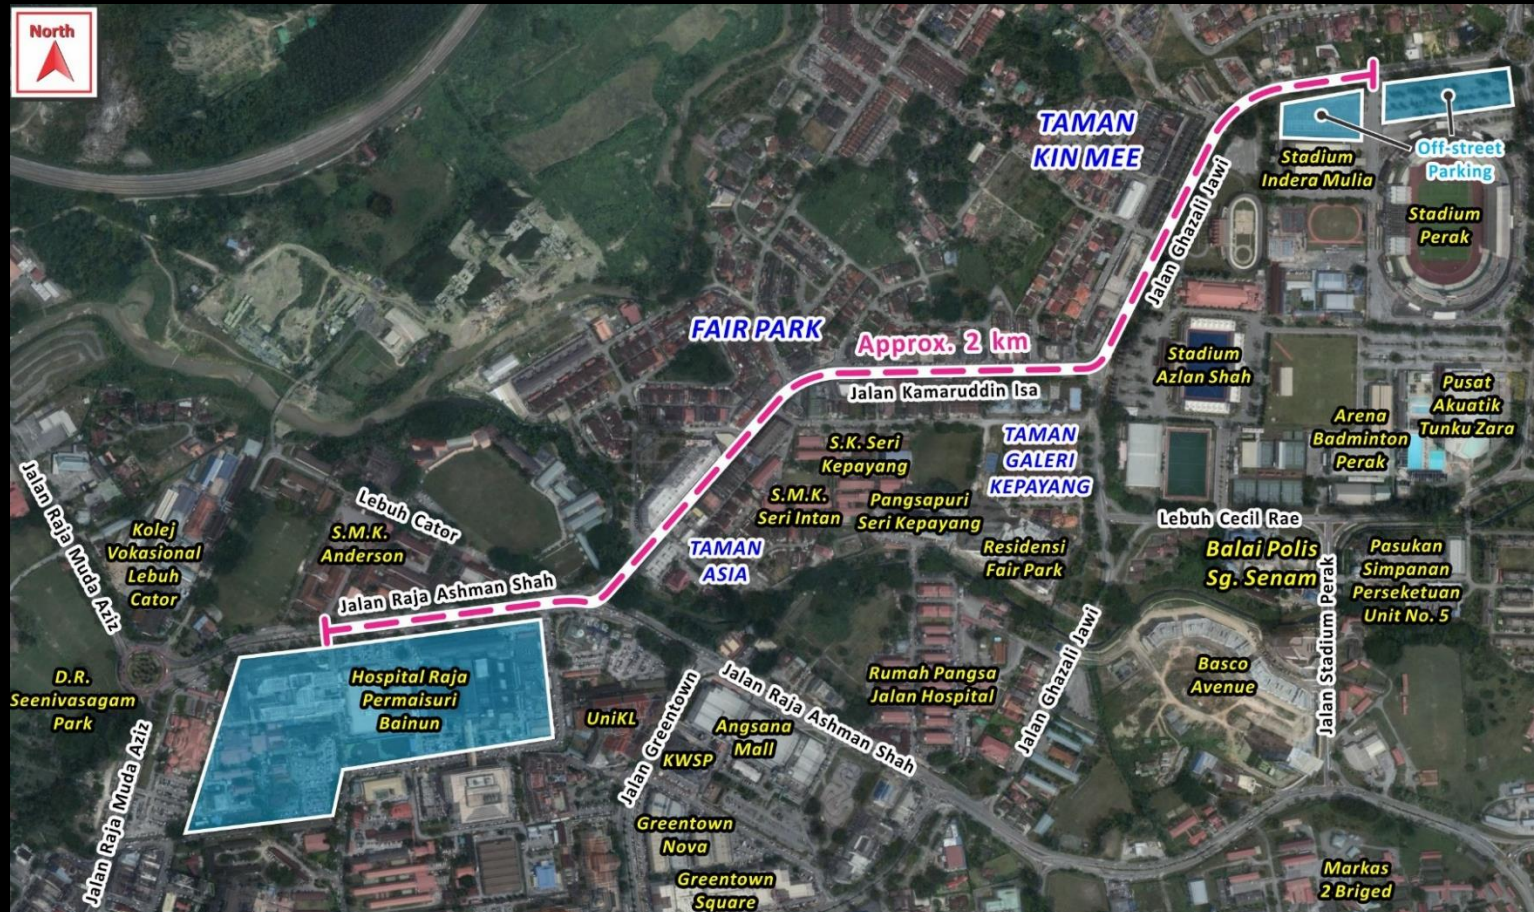 North
TAMAN
KIN MEE
Off-street
Parking
Stadium
Indera Mulia
Stadium
Perak
Jalan Ghazali Jawi
FAIR PARK
Approx. 2 km
Jalan Kamaruddin Isa
Stadium
Azlan Shah
Pusat
Akuatik
Tunku Zara
Arena
Badminton
Perak
TAMAN
GALERI
KEPAYANG
S.K. Seri
Kepayang
S.M.K.
Seri Intan
Pangsapuri
Seri Kepayang
Jalan Raja Muda Aziz
Kolej
Vokasional
Lebuh
Cator
S.M.K.
Anderson
Lebuh Cator
TAMAN
ASIA
Residensi
Fair Park
Lebuh Cecil Rae
Balai Polis
Sg. Senam
Pasukan
Simpanan
Perseketuan
Unit No. 5
Jalan Stadium Perak
Jalan Raja Ashman Shah
D.R.
Seenivasagam
Park
Hospital Raja
Permaisuri
Bainun
UniKL
Jalan Greentown
KWSP
Angsana
Mall
Jalan Raja Ashman Shah
Rumah Pangsa
Jalan Hospital
Jalan Ghazali Jawi
Basco
Avenue
Jalan Raja Muda Aziz
Greentown
Nova
Greentown
Square
Markas
2 Briged